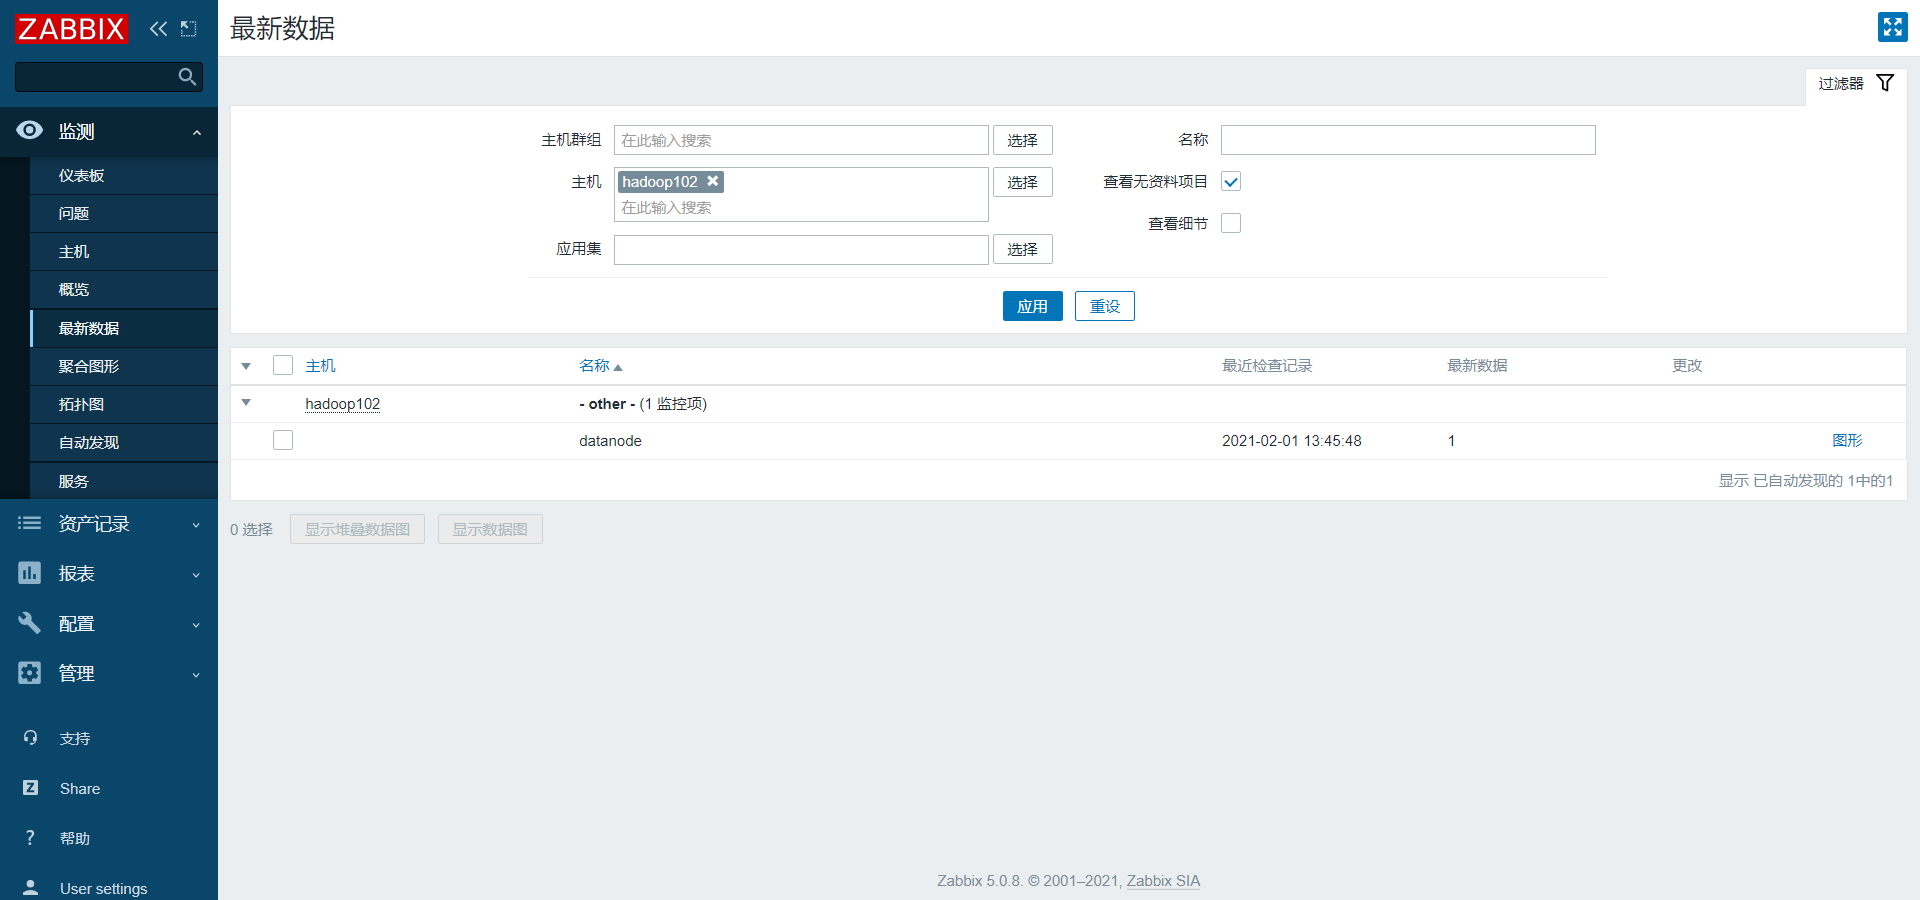 ZABBIX
监测
仪表板
问题
主机
概览
最新数据
聚合图形
拓扑图
自动发现
服务
资产记录
报表
配置
管理
支持
Z Share
? 帮助
User settings
最新数据
过滤器
主机群组 在此输入搜索 选择
主机 hadoop102 选择
在此输入搜索
应用集 选择
名称
查看无资料项目
查看细节
应用 重设
主机 名称 最近检查记录 最新数据 更改
hadoop102 - other - (1 监控项)
datanode 2021-02-01 13:45:48 1 图形
显示 已自动发现的 1中的1
0 选择 显示堆叠数据图 显示数据图
Zabbix 5.0.8. © 2001–2021, Zabbix SIA